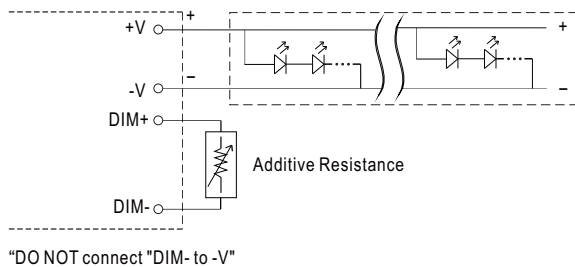 +V
+
+
-V
−
−
DIM+
Additive Resistance
DIM-
“DO NOT connect "DIM- to -V"